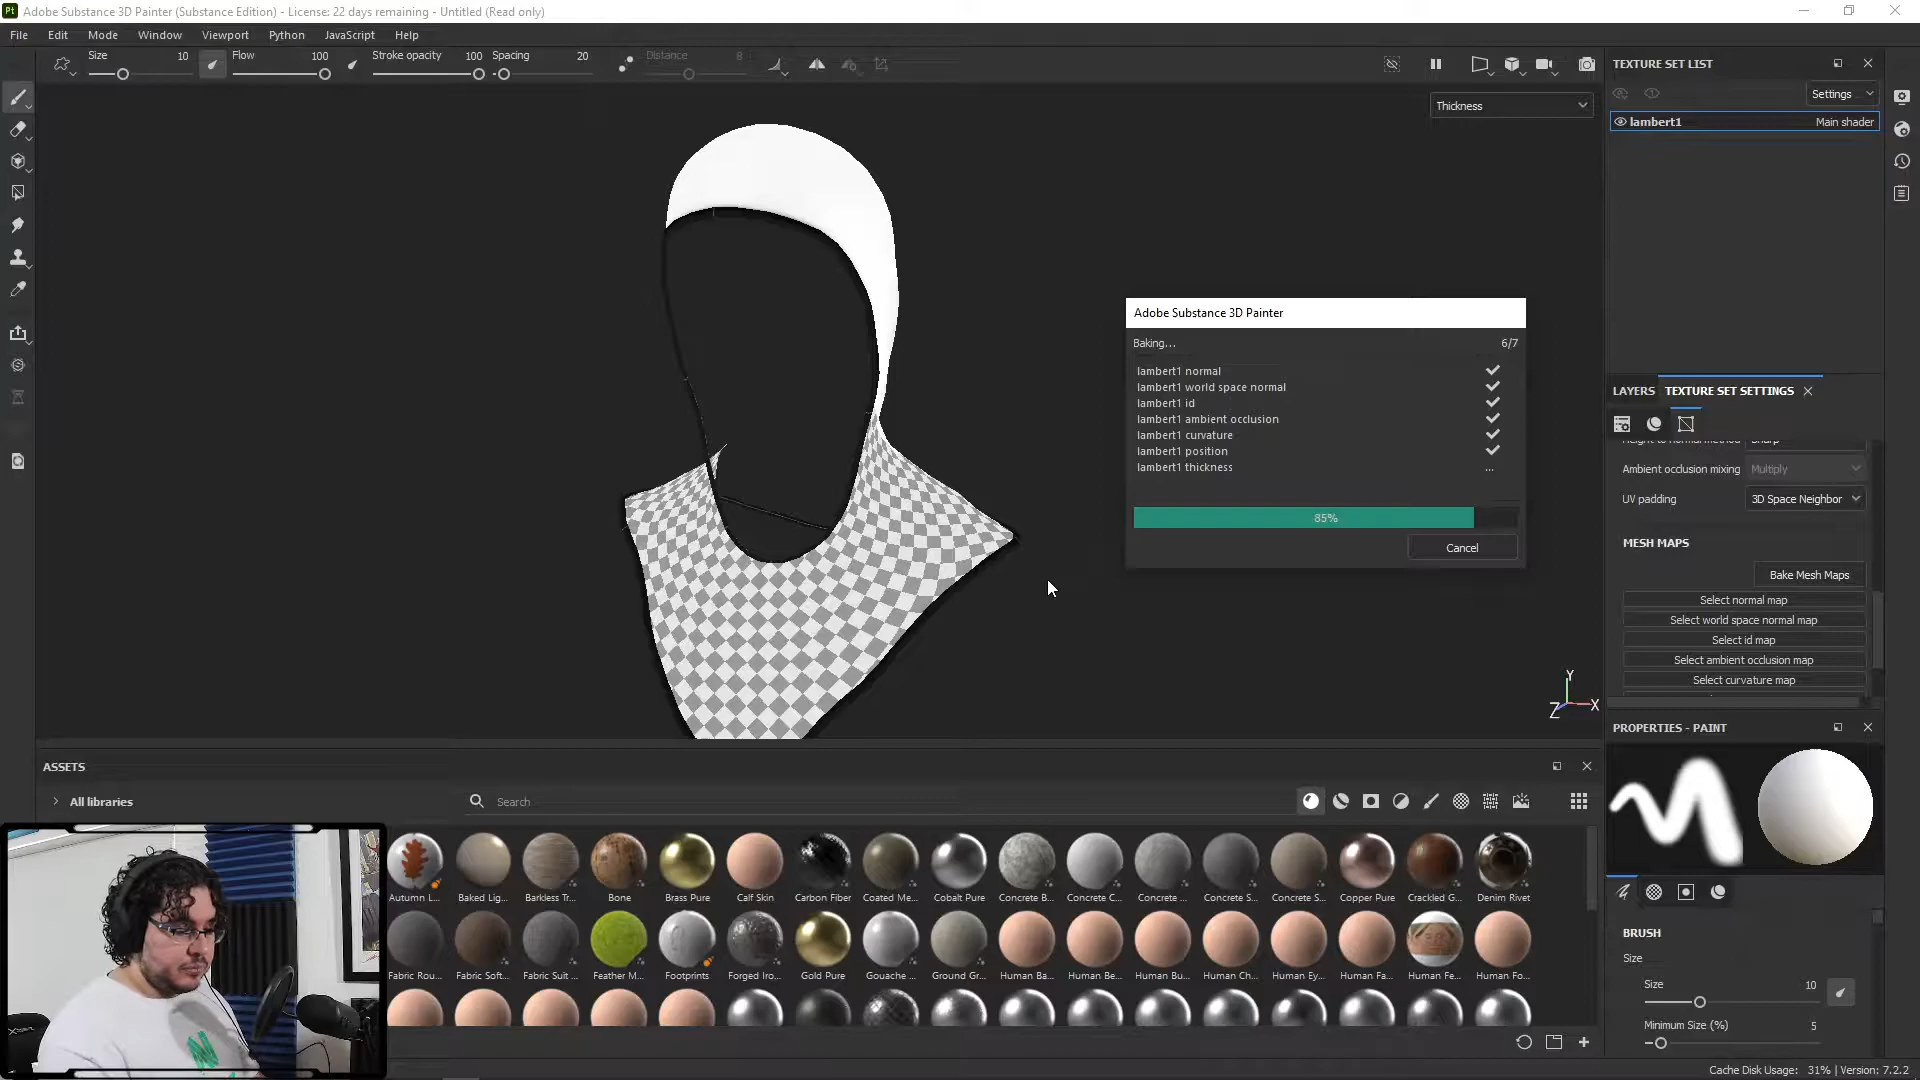 Pt Adobe Substance 3D Painter (Substance Edition) - License: 22 days remaining - Untitled (Read only)
File Edit Mode Window Viewport Python JavaScript Help
Size 10 Flow 100 Stroke opacity 100 Spacing 20 Distance 8
Thickness
TEXTURE SET LIST
Settings
lambert1 Main shader
Adobe Substance 3D Painter
Baking... 6/7
lambert1 normal
lambert1 world space normal
lambert1 id
lambert1 ambient occlusion
lambert1 curvature
lambert1 position
lambert1 thickness ...
85%
Cancel
LAYERS TEXTURE SET SETTINGS
Ambient occlusion mixing Multiply
UV padding 3D Space Neighbor
MESH MAPS
Bake Mesh Maps
Select normal map
Select world space normal map
Select id map
Select ambient occlusion map
Select curvature map
Y
Z X
PROPERTIES - PAINT
ASSETS
All libraries
Search
Autumn L... Baked Lig... Barkless Tr... Bone Brass Pure Calf Skin Carbon Fiber Coated Me... Cobalt Pure Concrete B... Concrete C... Concrete ... Concrete S... Concrete S... Copper Pure Crackled G... Denim Rivet
Fabric Rou... Fabric Soft... Fabric Suit ... Feather M... Footprints Forged Iro... Gold Pure Gouache ... Ground Gr... Human Ba... Human Be... Human Bu... Human Ch... Human Ey... Human Fa... Human Fe... Human Fo...
BRUSH
Size
Size 10
Minimum Size (%) 5
Cache Disk Usage: 31% | Version: 7.2.2